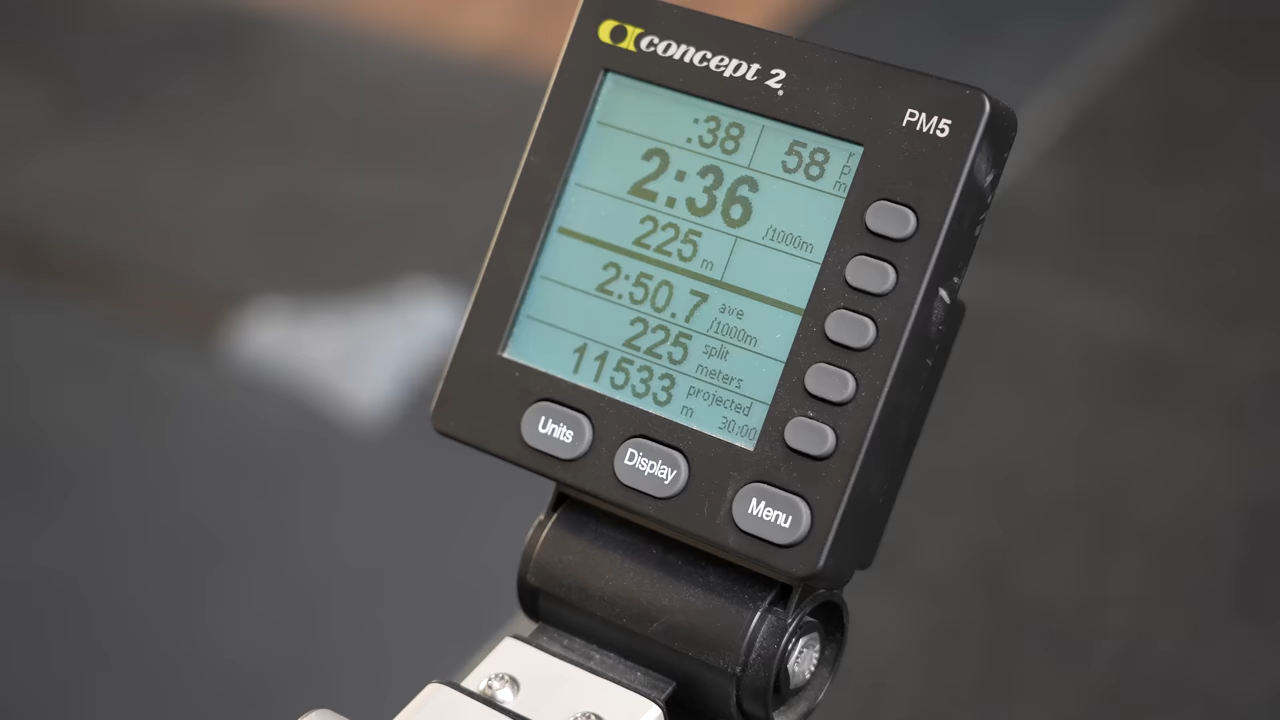 concept 2
PM5
:38 58 rpm
2:36 /1000m
225 m
2:50.7 ave /1000m
225 split meters
11533 m projected 30:00
Units
Display
Menu